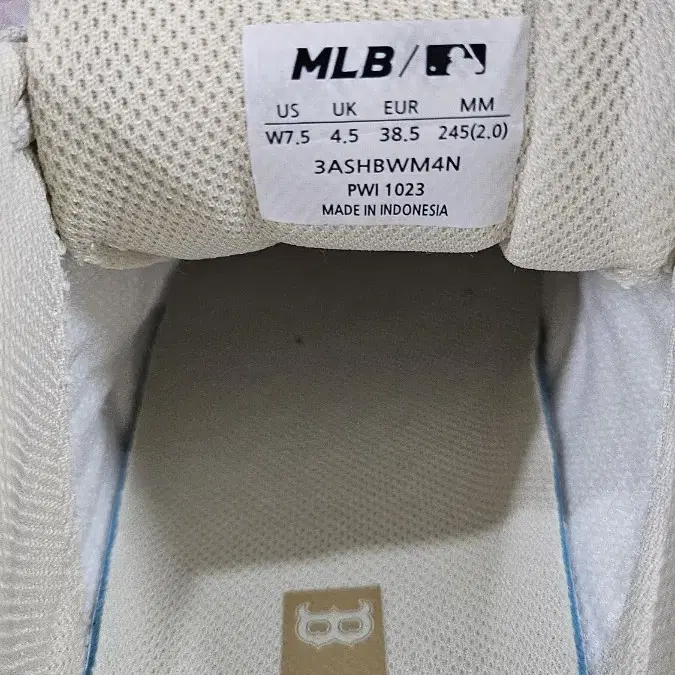 MLB/
US UK EUR MM
W7.5 4.5 38.5 245(2.0)
3ASHBWM4N
PWI 1023
MADE IN INDONESIA
B